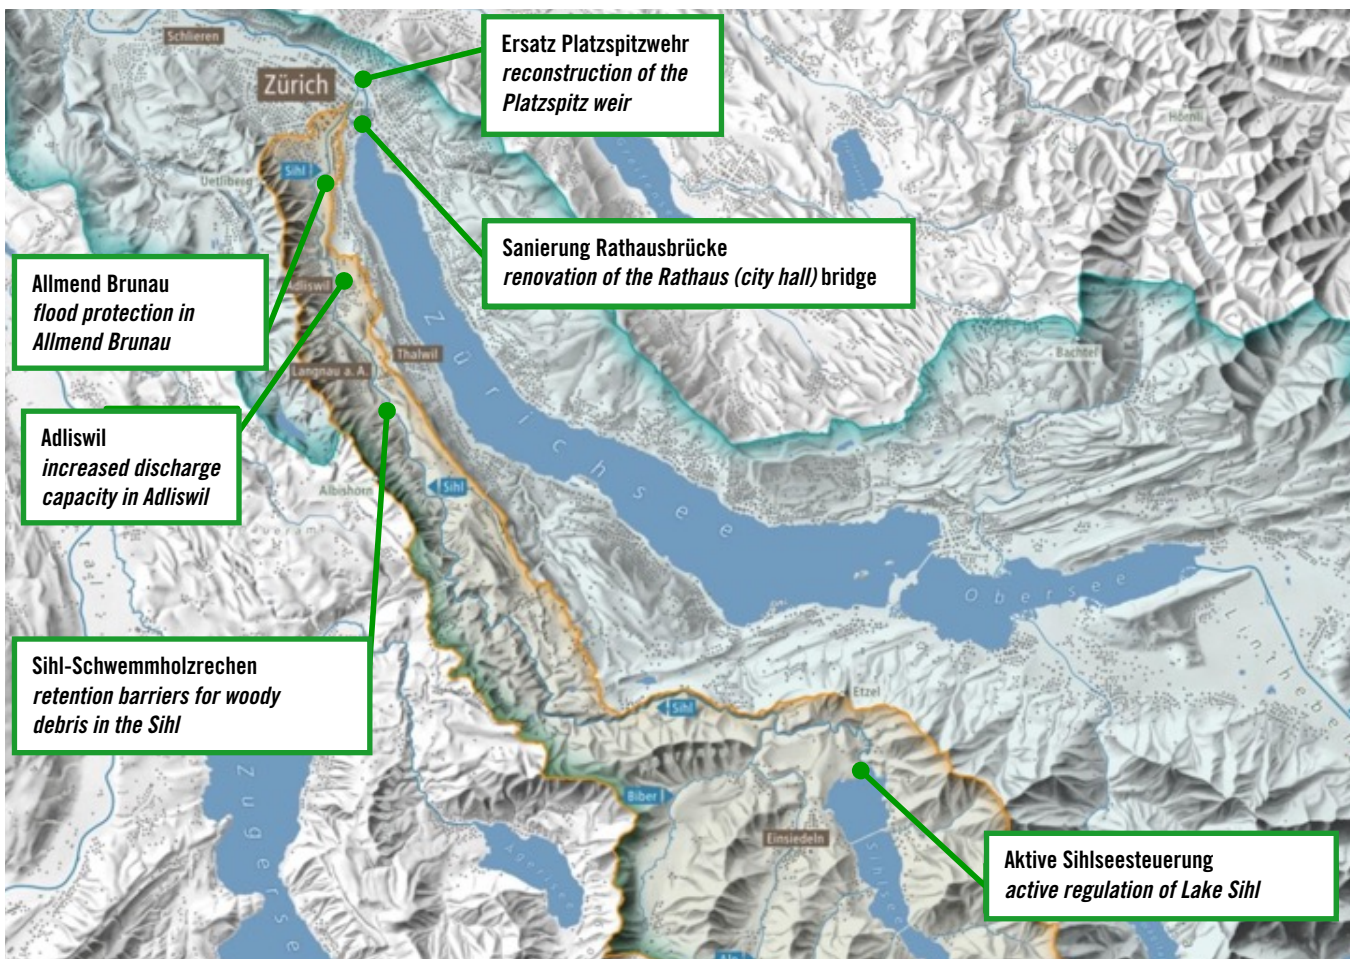 Schlieren
Zürich
Ersatz Platzspitzwehr
reconstruction of the
Platzspitz weir
Hörnli
Sihl
Uetliberg
Sanierung Rathausbrücke
renovation of the Rathaus (city hall) bridge
Allmend Brunau
flood protection in
Allmend Brunau
Adliswil
Thalwil
Langnau a. A.
Bachtel
Zürichsee
Adliswil
increased discharge
capacity in Adliswil
Albishorn
Sihl
Obersee
Sihl-Schwemmholzrechen
retention barriers for woody
debris in the Sihl
Etzel
Sihl
Zugersee
Biber
Einsiedeln
Sihlsee
Ägerisee
Aktive Sihlseesteuerung
active regulation of Lake Sihl
Alp